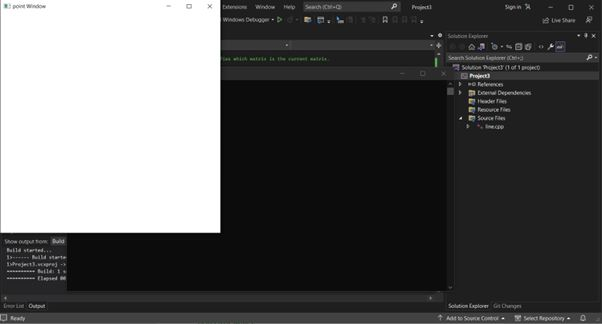 point Window
Extensions Window Help Search (Ctrl+Q) Project3 Sign in
Windows Debugger Live Share
Solution Explorer
Search Solution Explorer (Ctrl+;)
which matrix is the current matrix.
Solution 'Project3' (1 of 1 project)
Project3
References
External Dependencies
Header Files
Resource Files
Source Files
line.cpp
Show output from: Build
Build started...
1>------ Build starte
1>Project3.vcxproj ->
========== Build: 1 s
========== Elapsed 00
Error List Output
Solution Explorer Git Changes
Ready Add to Source Control Select Repository